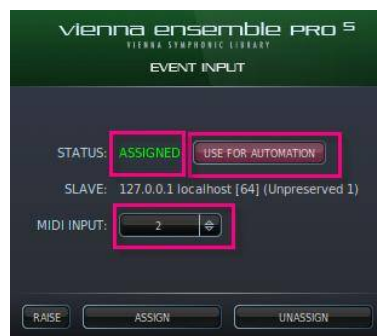 vienna ensemble PRO 5
VIENNA SYMPHONIC LIBRARY
EVENT INPUT
STATUS: ASSIGNED USE FOR AUTOMATION
SLAVE: 127.0.0.1 localhost [64] (Unpreserved 1)
MIDI INPUT: 2
RAISE ASSIGN UNASSIGN